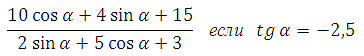 10 cos α + 4 sin α + 15
2 sin α + 5 cos α + 3
если tg α = −2,5